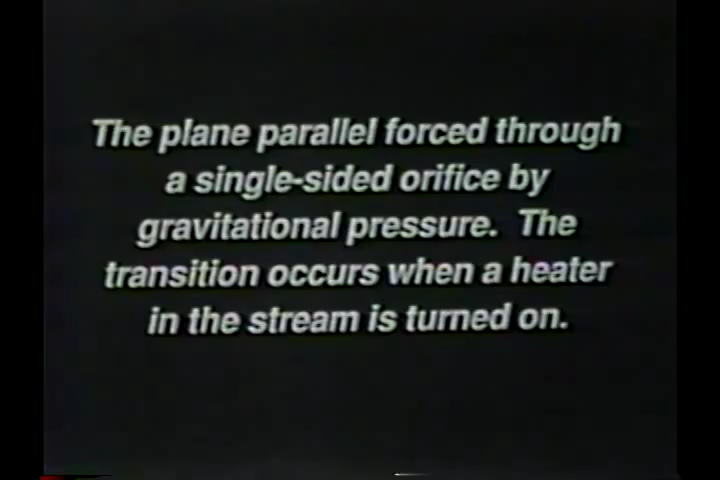 The plane parallel forced through
a single-sided orifice by
gravitational pressure.  The
transition occurs when a heater
in the stream is turned on.